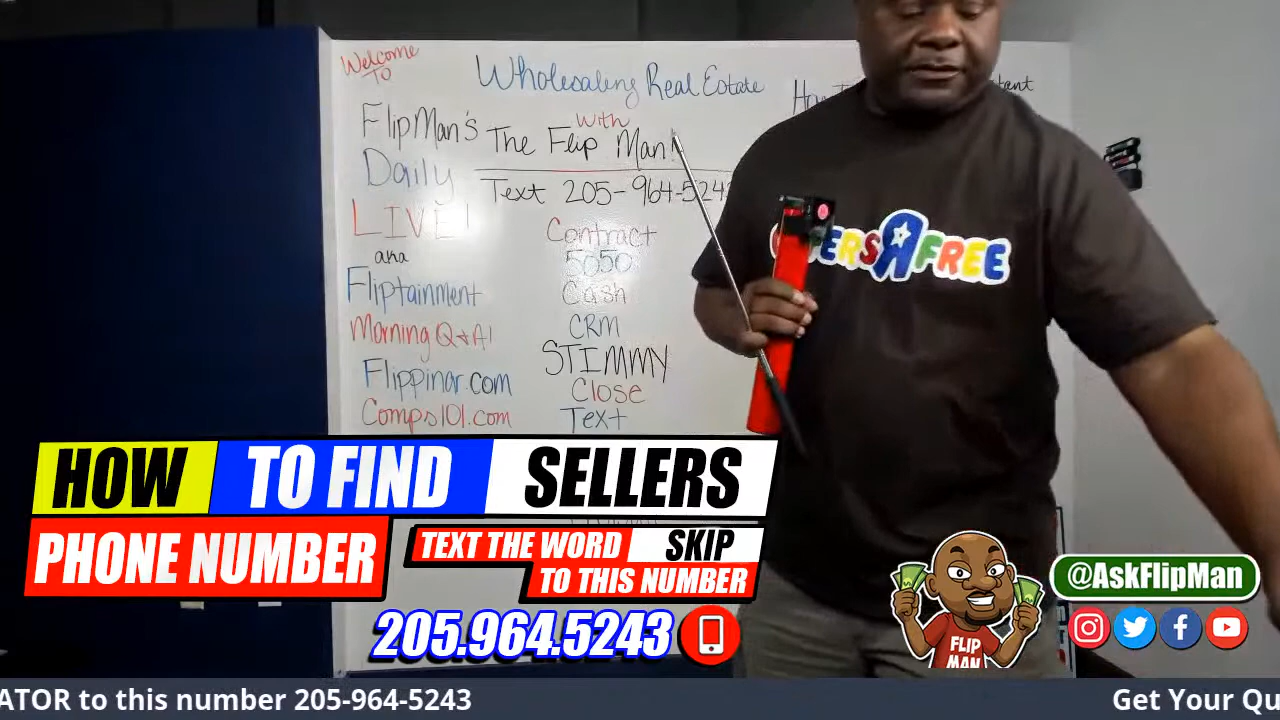 Welcome
To
FlipMan's
Daily
LIVE!
aka
Fliptainment
Morning Q&A!
Flippinar.com
Comps101.com
Wholesaling Real Estate
with
The Flip Man!
Text 205-964-5243
Contract
5050
Cash
CRM
STIMMY
Close
Text
ERS R FREE
HOW TO FIND SELLERS
PHONE NUMBER
TEXT THE WORD SKIP
TO THIS NUMBER
205.964.5243
FLIP
MAN
@AskFlipMan
ATOR to this number 205-964-5243
Get Your Qu